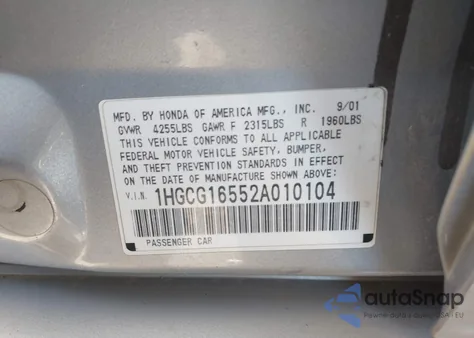 MFD. BY HONDA OF AMERICA MFG., INC. 9/01
GVWR 4255LBS GAWR F 2315LBS R 1960LBS
THIS VEHICLE CONFORMS TO ALL APPLICABLE
FEDERAL MOTOR VEHICLE SAFETY, BUMPER,
AND THEFT PREVENTION STANDARDS IN EFFECT
ON THE DATE OF MANUFACTURE SHOWN ABOVE.
V.I.N. 1HGCG16552A010104
PASSENGER CAR
autoSnap